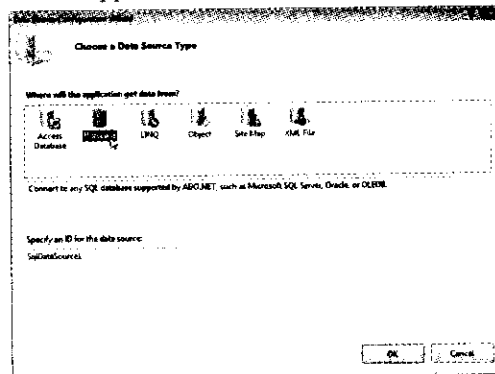 Choose a Data Source Type
Where will the application get data from?
Access Database
LINQ
Object
Site Map
XML File
Connect to any SQL database supported by ADO.NET, such as Microsoft SQL Server, Oracle, or OLEDB.
Specify an ID for the data source:
SqlDataSource1
OK
Cancel